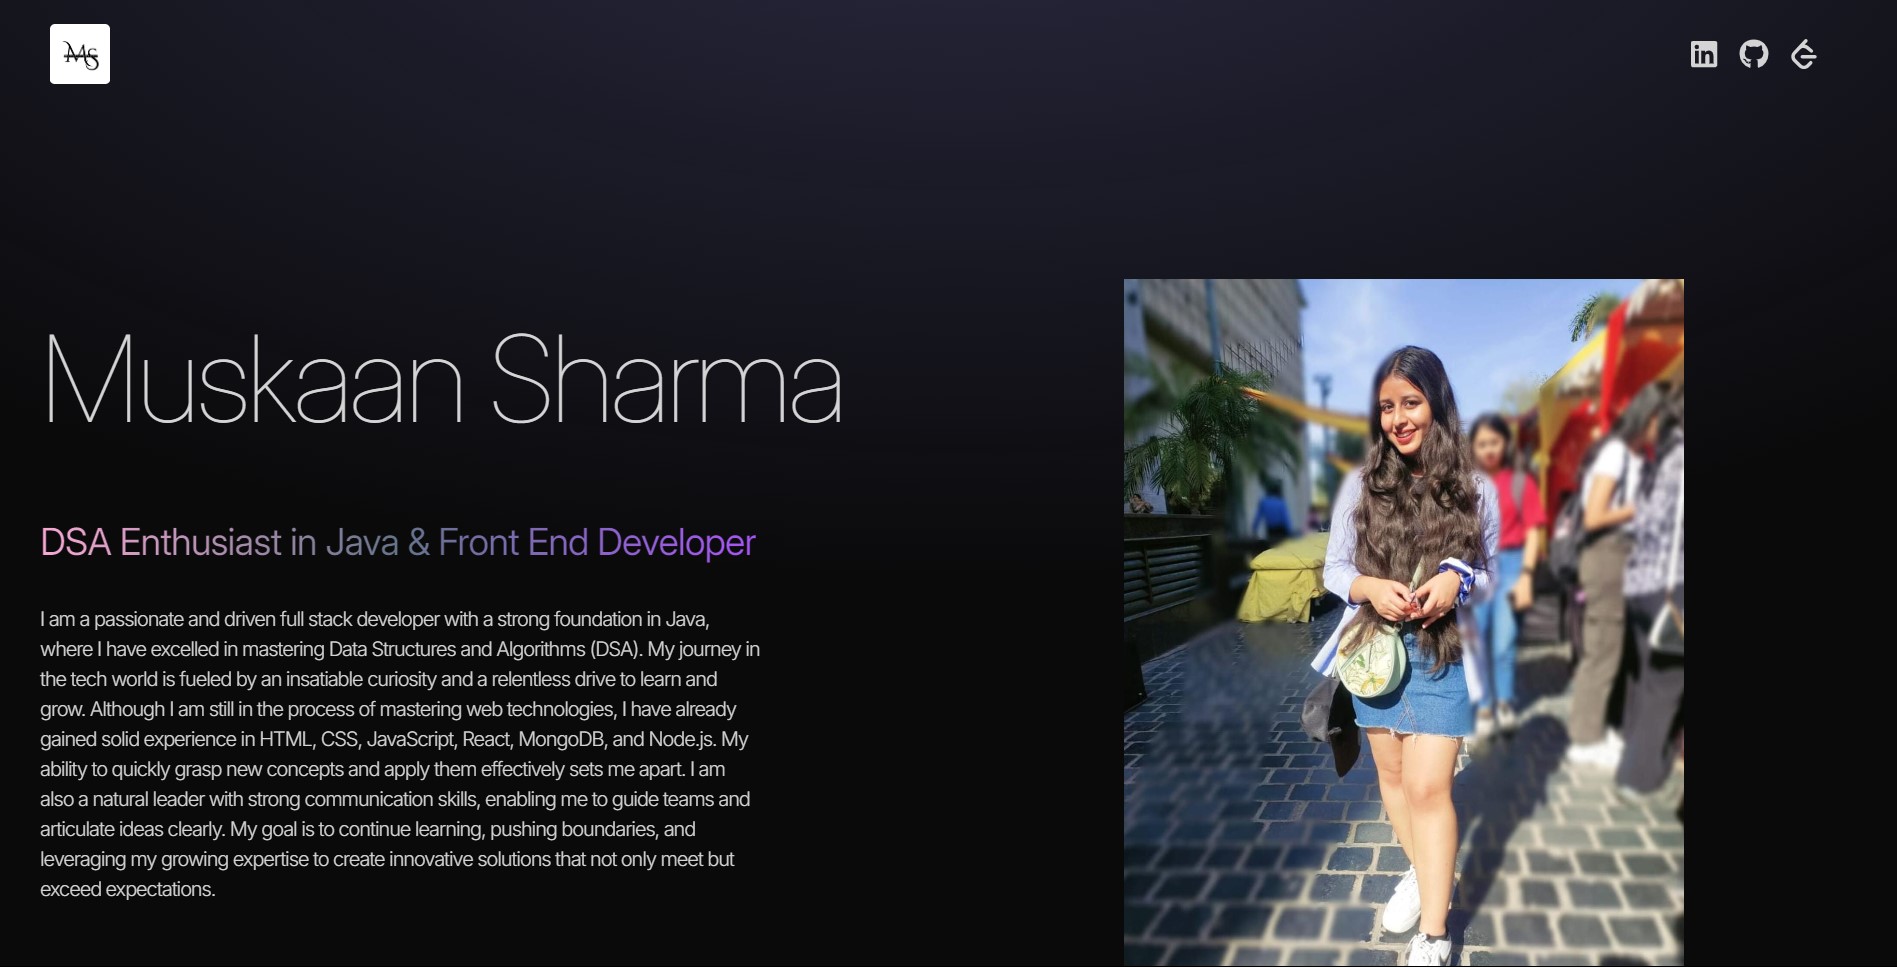 MS
Muskaan Sharma
DSA Enthusiast in Java & Front End Developer
I am a passionate and driven full stack developer with a strong foundation in Java,
where I have excelled in mastering Data Structures and Algorithms (DSA). My journey in
the tech world is fueled by an insatiable curiosity and a relentless drive to learn and
grow. Although I am still in the process of mastering web technologies, I have already
gained solid experience in HTML, CSS, JavaScript, React, MongoDB, and Node.js. My
ability to quickly grasp new concepts and apply them effectively sets me apart. I am
also a natural leader with strong communication skills, enabling me to guide teams and
articulate ideas clearly. My goal is to continue learning, pushing boundaries, and
leveraging my growing expertise to create innovative solutions that not only meet but
exceed expectations.